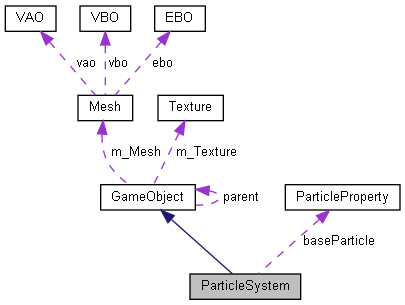 VAO
VBO
EBO
vao
vbo
ebo
Mesh
Texture
m_Mesh
m_Texture
GameObject
parent
ParticleProperty
baseParticle
ParticleSystem